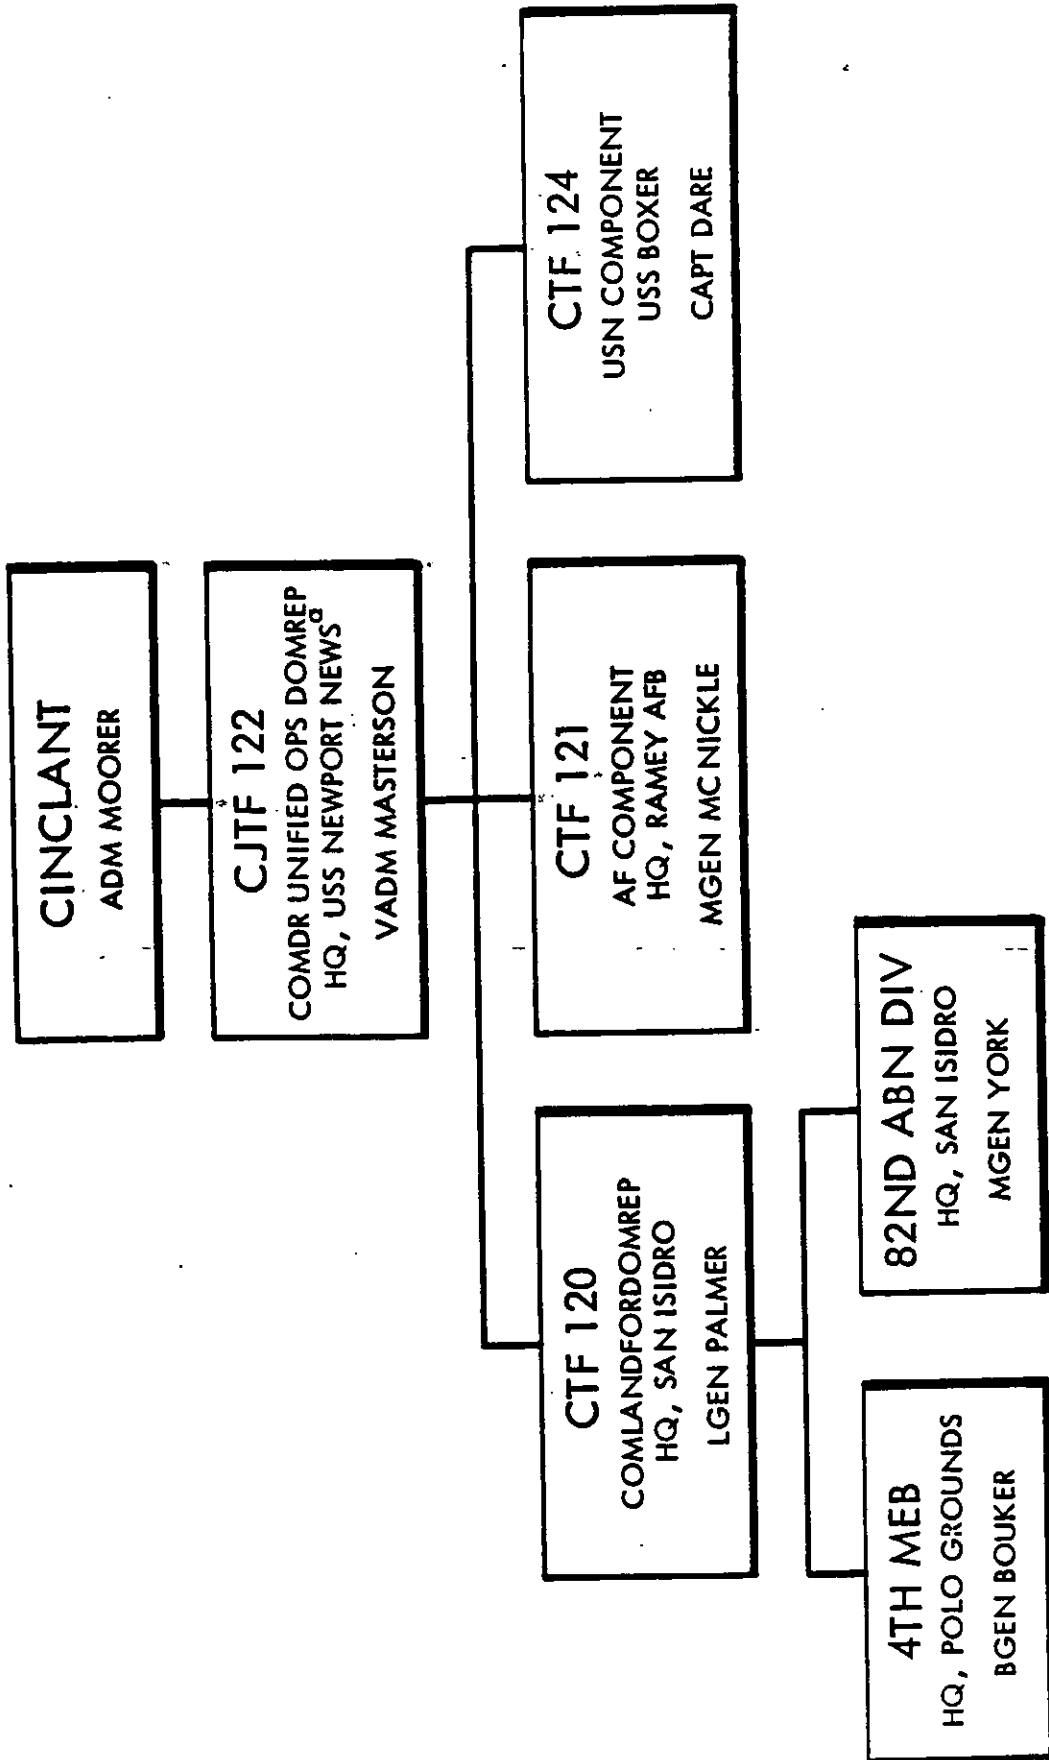 CINCLANT
ADM MOORER
CJTF 122
COMDR UNIFIED OPS DOMREP
HQ, USS NEWPORT NEWSa
VADM MASTERSON
CTF 120
COMLANDFORDOMREP
HQ, SAN ISIDRO
LGEN PALMER
CTF 121
AF COMPONENT
HQ, RAMEY AFB
MGEN MC NICKLE
CTF 124
USN COMPONENT
USS BOXER
CAPT DARE
4TH MEB
HQ, POLO GROUNDS
BGEN BOUKER
82ND ABN DIV
HQ, SAN ISIDRO
MGEN YORK